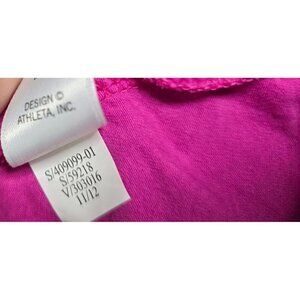 DESIGN ©
ATHLETA, INC.
S/409099-01
S/59218
V/303016
11/12